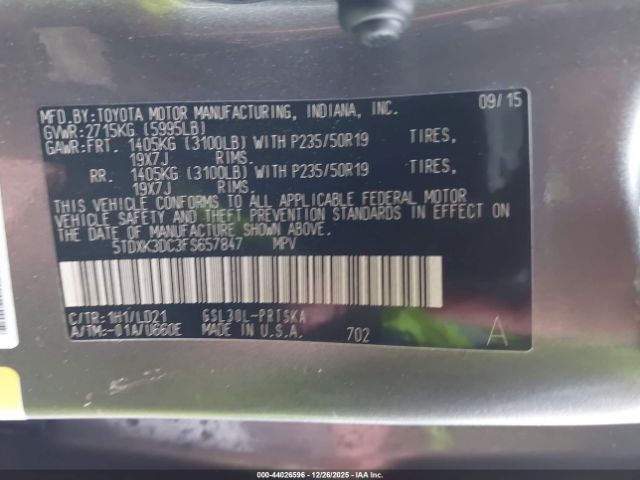 MFD.BY:TOYOTA MOTOR MANUFACTURING, INDIANA, INC. 09/15
GVWR:2715KG (5995LB)
GAWR:FRT. 1405KG (3100LB) WITH P235/50R19 TIRES,
19X7J RIMS.
RR. 1405KG (3100LB) WITH P235/50R19 TIRES,
19X7J RIMS.
THIS VEHICLE CONFORMS TO ALL APPLICABLE FEDERAL MOTOR
VEHICLE SAFETY AND THEFT PREVENTION STANDARDS IN EFFECT ON
THE DATE OF MANUFACTURE SHOWN ABOVE.
5TDXK3DC3FS657847 MPV
C/TR:1H1/LD21 GSL30L-PRTSKA
A/TM:-01A/U660E MADE IN U.S.A. 702 A
000-44026596 - 12/26/2025 - IAA Inc.